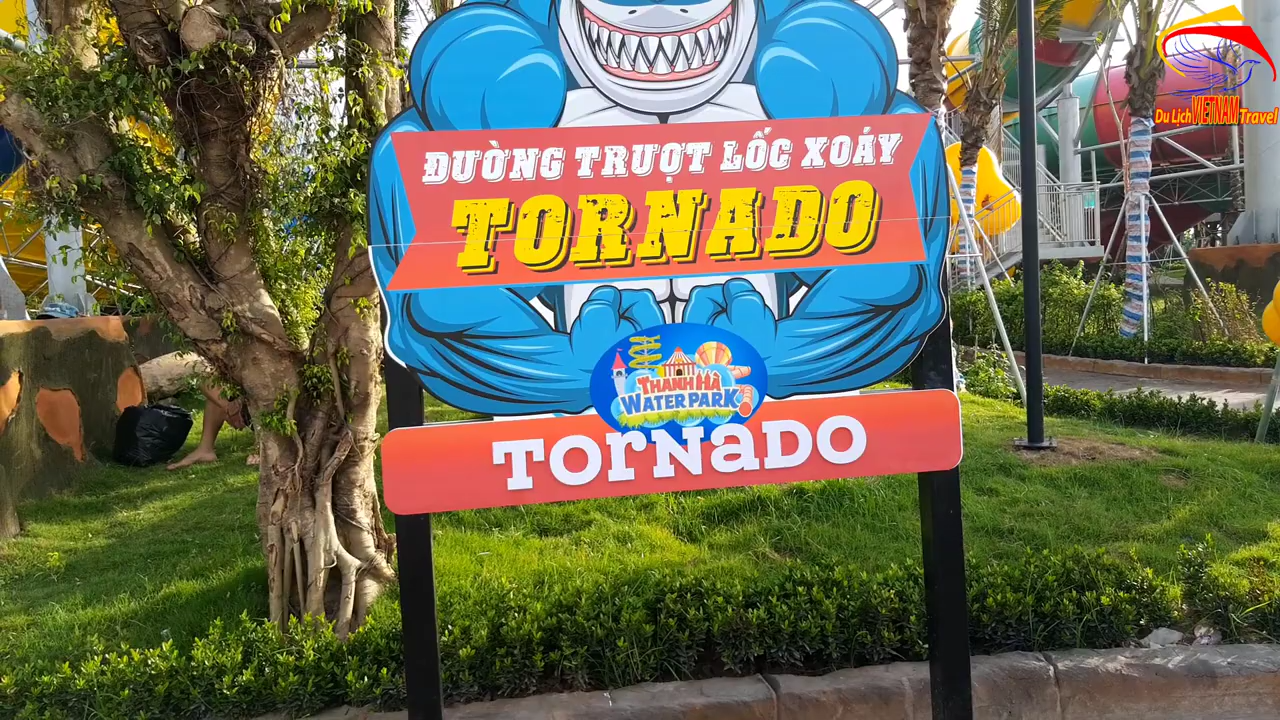 Du Lịch VIETNAM Travel
ĐƯỜNG TRƯỢT LỐC XOÁY
TORNADO
THANH HÀ
WATER PARK
TORNADO